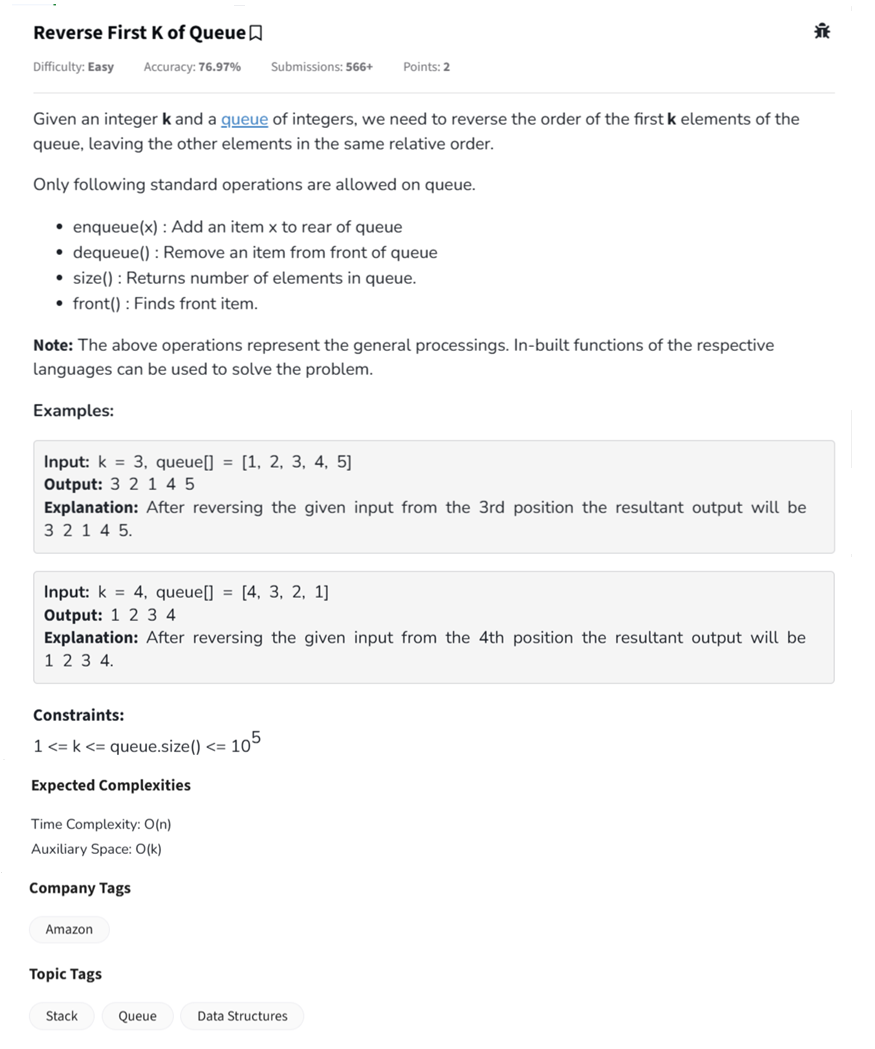 Reverse First K of Queue
Difficulty: Easy Accuracy: 76.97% Submissions: 566+ Points: 2
Given an integer k and a queue of integers, we need to reverse the order of the first k elements of the
queue, leaving the other elements in the same relative order.
Only following standard operations are allowed on queue.
• enqueue(x) : Add an item x to rear of queue
• dequeue() : Remove an item from front of queue
• size() : Returns number of elements in queue.
• front() : Finds front item.
Note: The above operations represent the general processings. In-built functions of the respective
languages can be used to solve the problem.
Examples:
Input: k = 3, queue[] = [1, 2, 3, 4, 5]
Output: 3 2 1 4 5
Explanation: After reversing the given input from the 3rd position the resultant output will be
3 2 1 4 5.
Input: k = 4, queue[] = [4, 3, 2, 1]
Output: 1 2 3 4
Explanation: After reversing the given input from the 4th position the resultant output will be
1 2 3 4.
Constraints:
1 <= k <= queue.size() <= 10^5
Expected Complexities
Time Complexity: O(n)
Auxiliary Space: O(k)
Company Tags
Amazon
Topic Tags
Stack Queue Data Structures